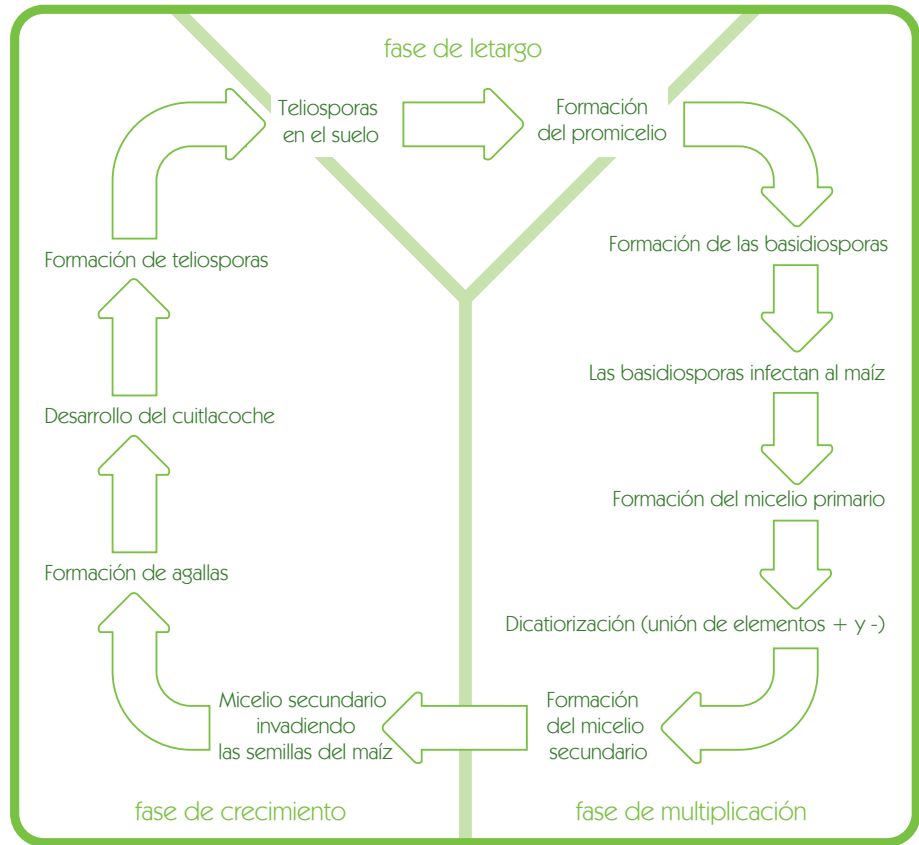 fase de letargo
Teliosporas
en el suelo
Formación
del promicelio
Formación de las basidiosporas
Las basidiosporas infectan al maíz
Formación del micelio primario
Dicatiorización (unión de elementos + y -)
Formación
del micelio
secundario
Micelio secundario
invadiendo
las semillas del maíz
Formación de agallas
Desarrollo del cuitlacoche
Formación de teliosporas
fase de crecimiento
fase de multiplicación